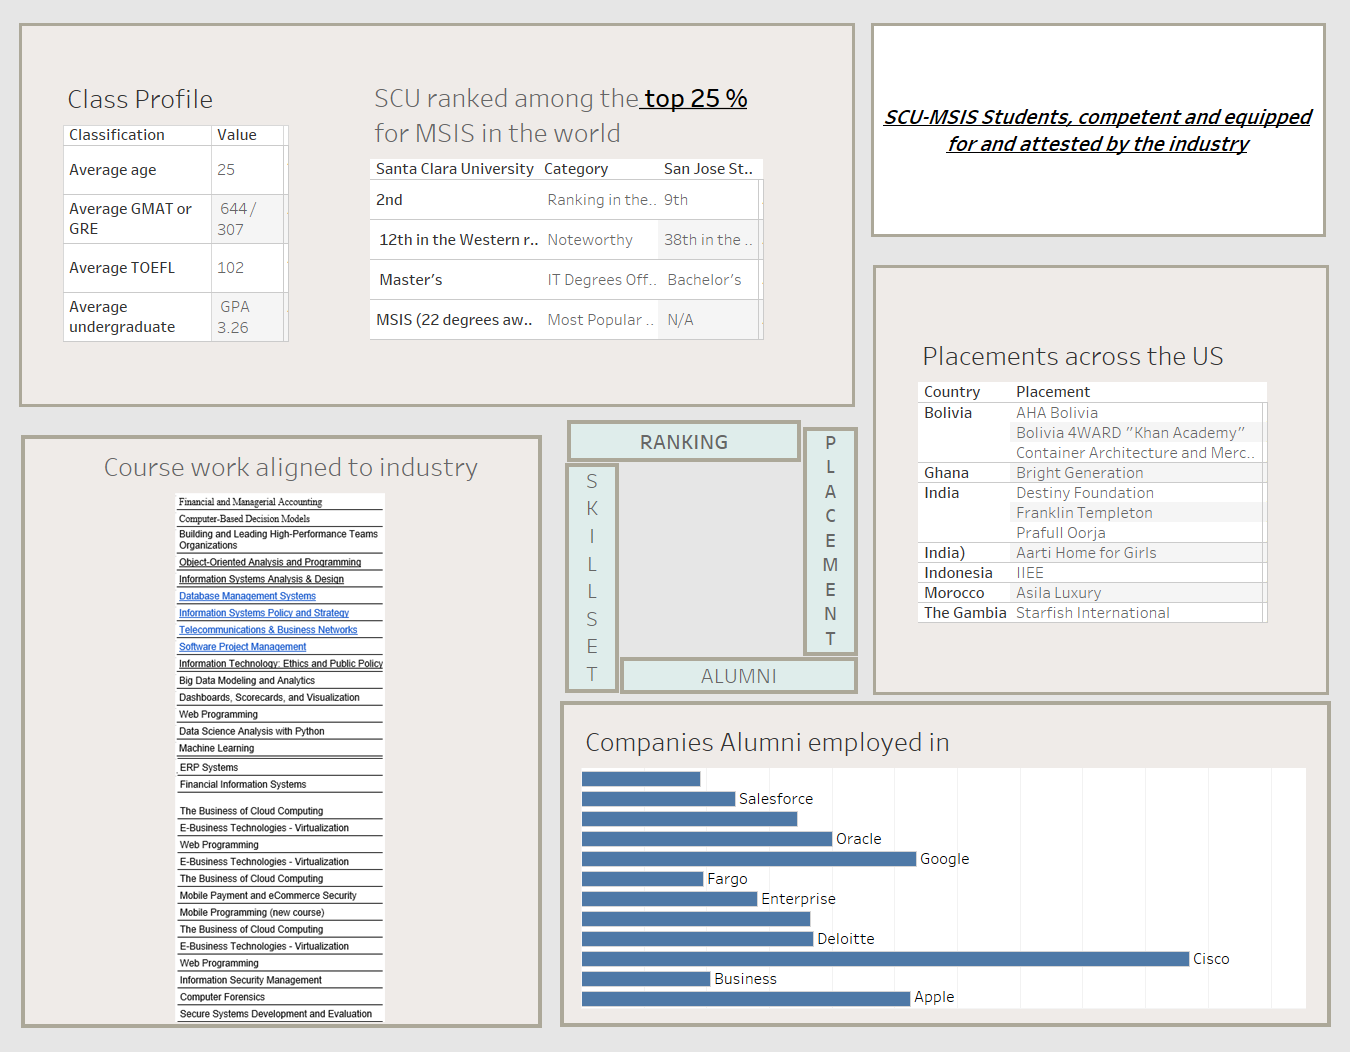 Class Profile
Classification Value
Average age 25
Average GMAT or GRE 644 / 307
Average TOEFL 102
Average undergraduate GPA 3.26
SCU ranked among the top 25 %
for MSIS in the world
Santa Clara University Category San Jose St..
2nd Ranking in the.. 9th
12th in the Western r.. Noteworthy 38th in the ..
Master's IT Degrees Off.. Bachelor's
MSIS (22 degrees aw.. Most Popular .. N/A
SCU-MSIS Students, competent and equipped
for and attested by the industry
Placements across the US
Country Placement
Bolivia AHA Bolivia
Bolivia 4WARD "Khan Academy"
Container Architecture and Merc..
Ghana Bright Generation
India Destiny Foundation
Franklin Templeton
Prafull Oorja
India) Aarti Home for Girls
Indonesia IIEE
Morocco Asila Luxury
The Gambia Starfish International
Course work aligned to industry
Financial and Managerial Accounting
Computer-Based Decision Models
Building and Leading High-Performance Teams
Organizations
Object-Oriented Analysis and Programming
Information Systems Analysis & Design
Database Management Systems
Information Systems Policy and Strategy
Telecommunications & Business Networks
Software Project Management
Information Technology: Ethics and Public Policy
Big Data Modeling and Analytics
Dashboards, Scorecards, and Visualization
Web Programming
Data Science Analysis with Python
Machine Learning
ERP Systems
Financial Information Systems
The Business of Cloud Computing
E-Business Technologies - Virtualization
Web Programming
E-Business Technologies - Virtualization
The Business of Cloud Computing
Mobile Payment and eCommerce Security
Mobile Programming (new course)
The Business of Cloud Computing
E-Business Technologies - Virtualization
Web Programming
Information Security Management
Computer Forensics
Secure Systems Development and Evaluation
RANKING
SKILLSET
PLACEMENT
ALUMNI
Companies Alumni employed in
Salesforce
Oracle
Google
Fargo
Enterprise
Deloitte
Cisco
Business
Apple